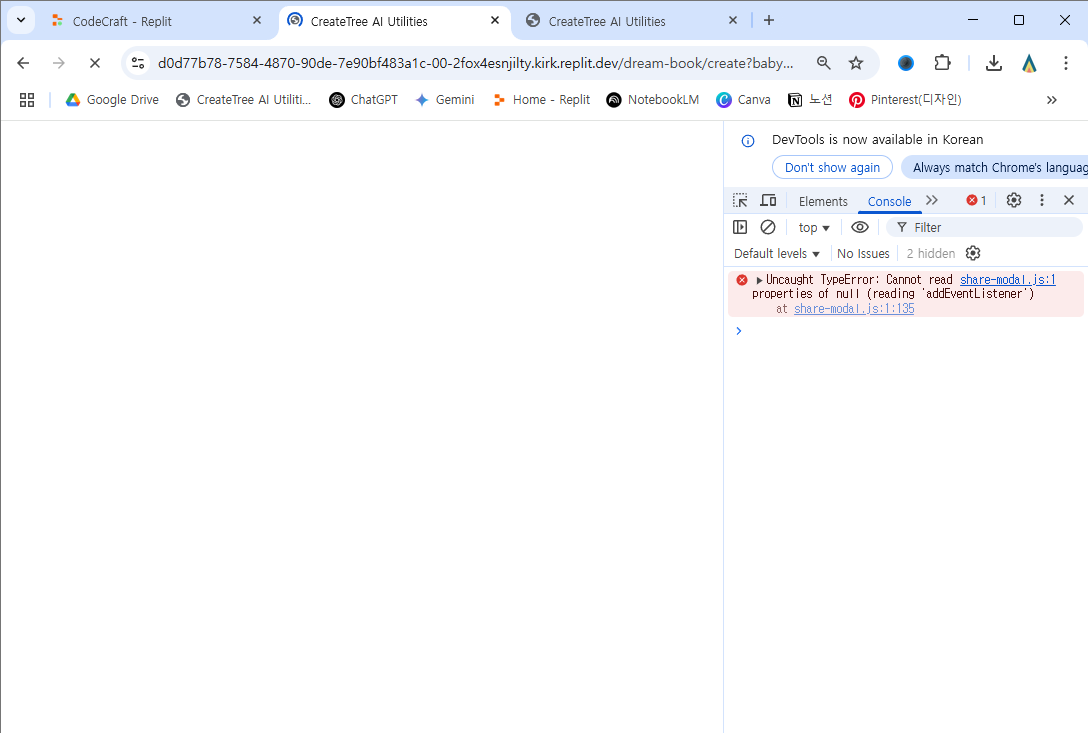 CodeCraft - Replit
CreateTree AI Utilities
CreateTree AI Utilities
d0d77b78-7584-4870-90de-7e90bf483a1c-00-2fox4esnjilty.kirk.replit.dev/dream-book/create?baby...
Google Drive
CreateTree AI Utiliti...
ChatGPT
Gemini
Home - Replit
NotebookLM
Canva
노션
Pinterest(디자인)
DevTools is now available in Korean
Don't show again
Always match Chrome's languag
Elements
Console
1
top
Filter
Default levels
No Issues
2 hidden
Uncaught TypeError: Cannot read share-modal.js:1
properties of null (reading 'addEventListener')
at share-modal.js:1:135